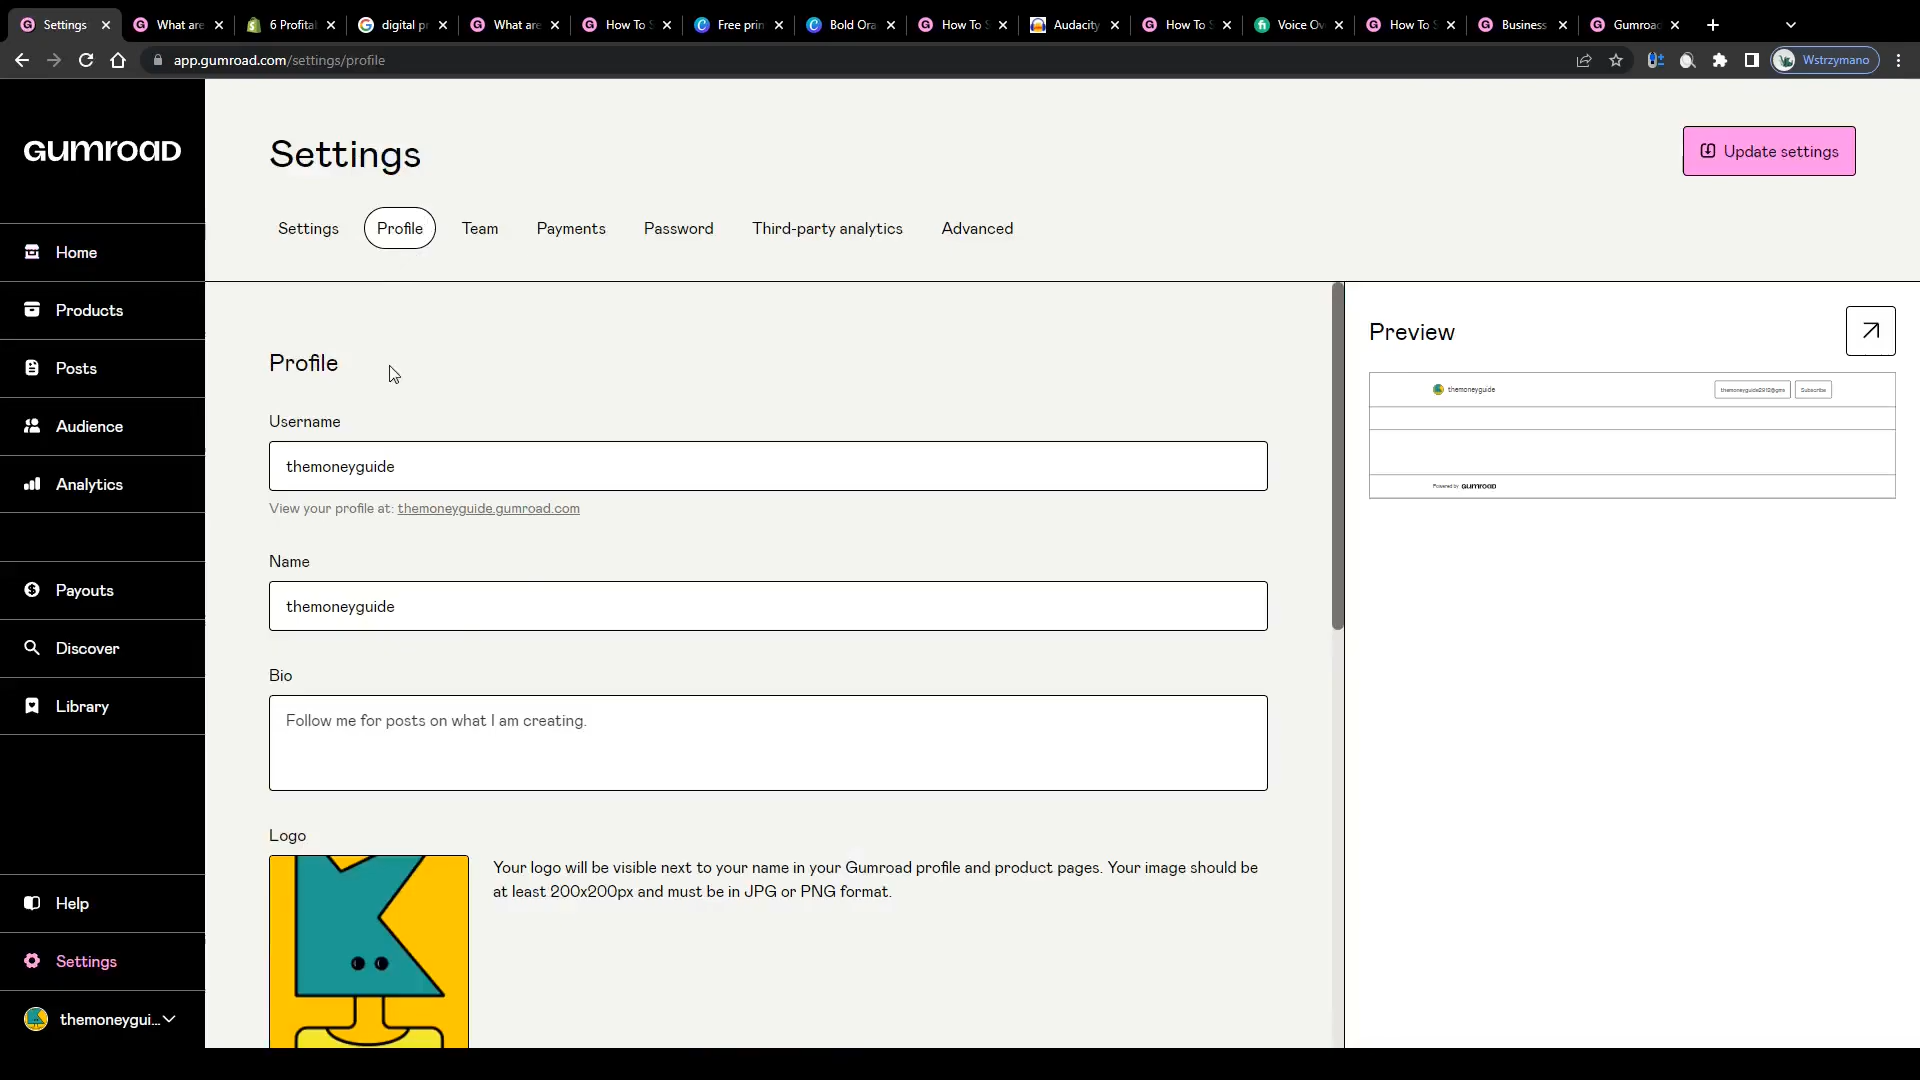 Settings
What are
6 Profital
digital pr
What are
How To S
Free prin
Bold Ora
How To S
Audacity
How To S
Voice Ov
How To S
Business
Gumroad
app.gumroad.com/settings/profile
Wstrzymano
GUMROAD
Settings
Update settings
Settings
Profile
Team
Payments
Password
Third-party analytics
Advanced
Home
Products
Posts
Audience
Analytics
Payouts
Discover
Library
Help
Settings
themoneygui...
Profile
Username
themoneyguide
View your profile at: themoneyguide.gumroad.com
Name
themoneyguide
Bio
Follow me for posts on what I am creating.
Logo
Your logo will be visible next to your name in your Gumroad profile and product pages. Your image should be
at least 200x200px and must be in JPG or PNG format.
Preview
themoneyguide
Subscribe
Powered by GUMROAD